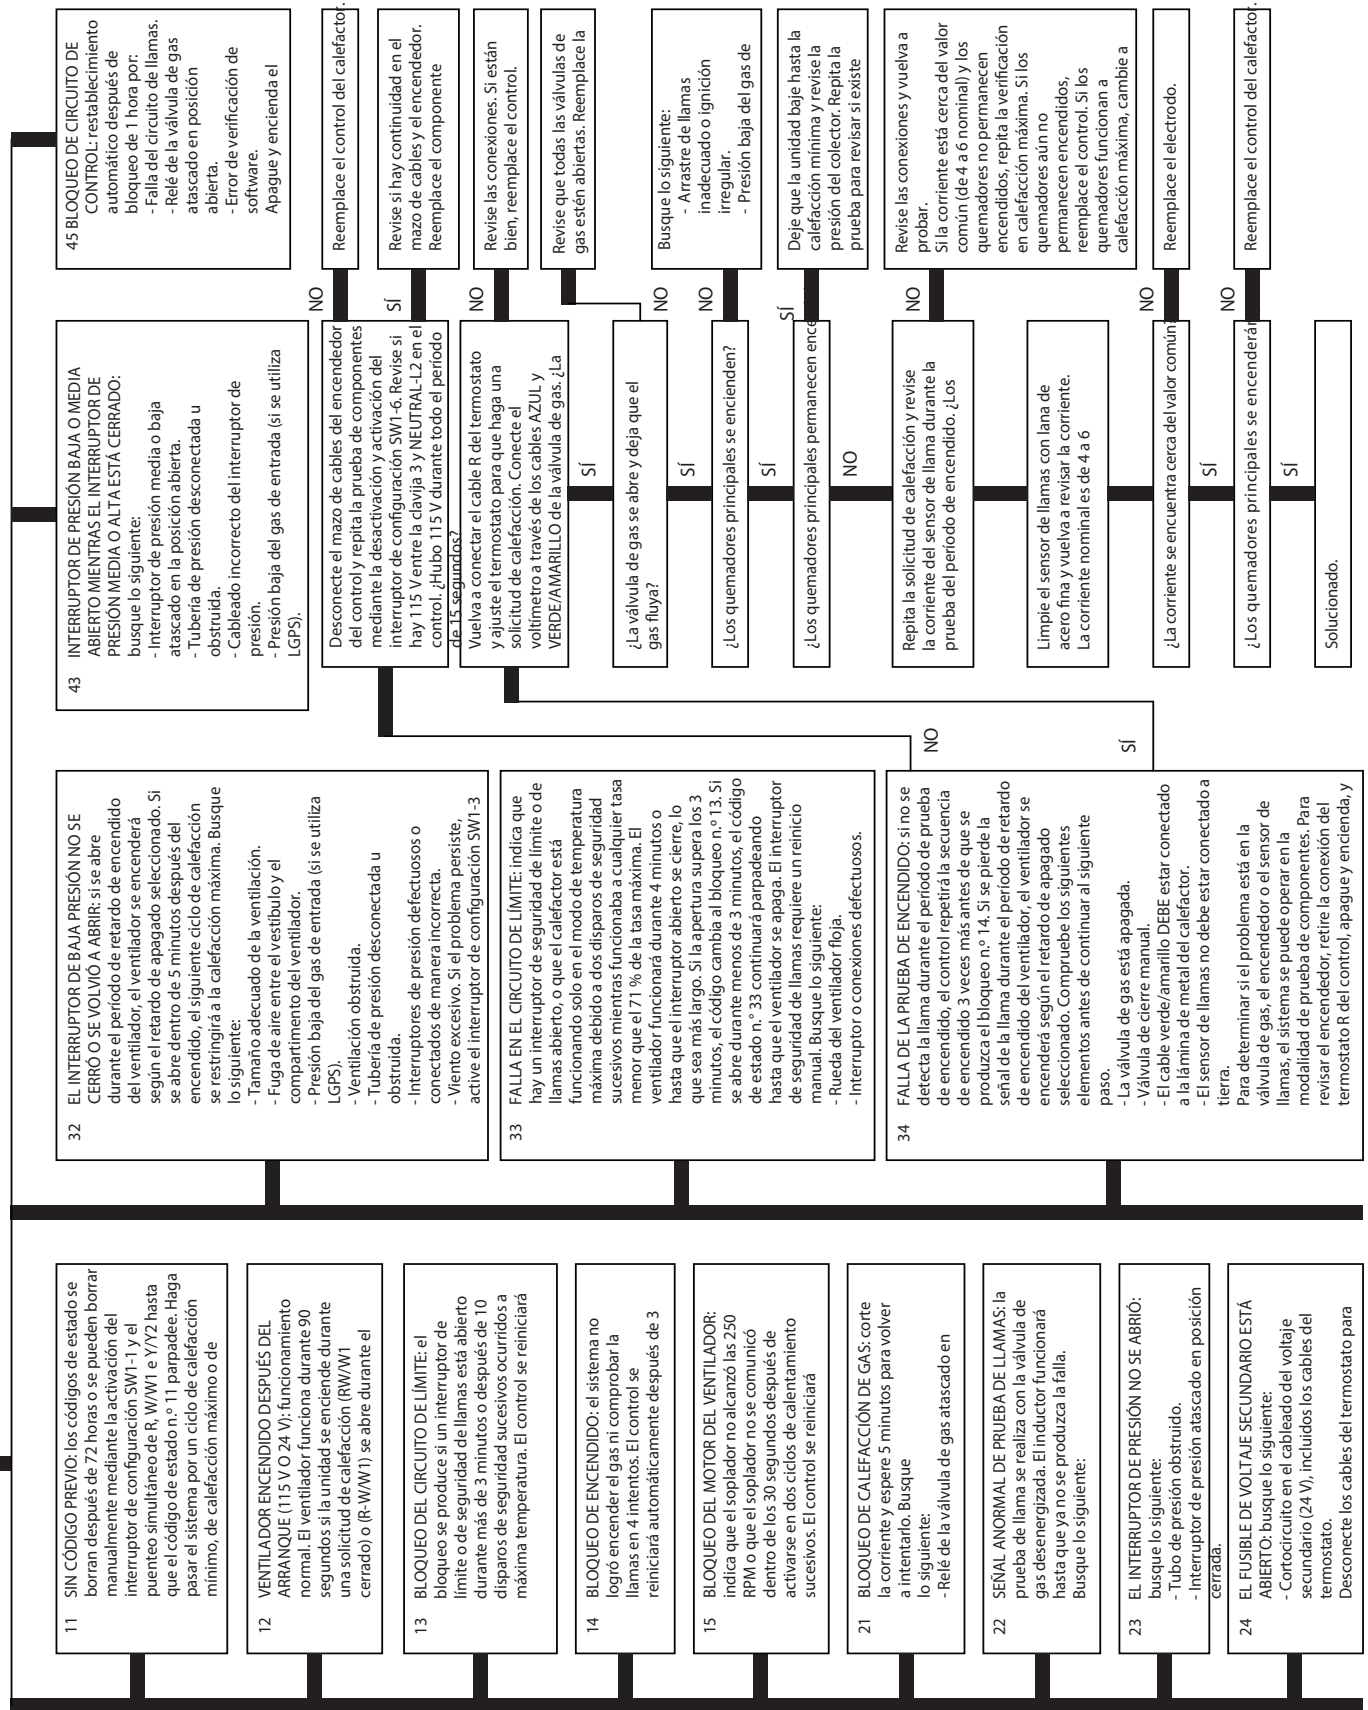 11 SIN CÓDIGO PREVIO: los códigos de estado se
borran después de 72 horas o se pueden borrar
manualmente mediante la activación del
interruptor de configuración SW1-1 y el
puenteo simultáneo de R, W/W1 e Y/Y2 hasta
que el código de estado n.º 11 parpadee. Haga
pasar el sistema por un ciclo de calefacción
mínimo, de calefacción máximo o de
12 VENTILADOR ENCENDIDO DESPUÉS DEL
ARRANQUE (115 V O 24 V): funcionamiento
normal. El ventilador funciona durante 90
segundos si la unidad se enciende durante
una solicitud de calefacción (RW/W1
cerrado) o (R-W/W1) se abre durante el
13 BLOQUEO DEL CIRCUITO DE LÍMITE: el
bloqueo se produce si un interruptor de
límite o de seguridad de llamas está abierto
durante más de 3 minutos o después de 10
disparos de seguridad sucesivos ocurridos a
máxima temperatura. El control se reiniciará
14 BLOQUEO DE ENCENDIDO: el sistema no
logró encender el gas ni comprobar la
llamas en 4 intentos. El control se
reiniciará automáticamente después de 3
15 BLOQUEO DEL MOTOR DEL VENTILADOR:
indica que el soplador no alcanzó las 250
RPM o que el soplador no se comunicó
dentro de los 30 segundos después de
activarse en dos ciclos de calentamiento
sucesivos. El control se reiniciará
21 BLOQUEO DE CALEFACCIÓN DE GAS: corte
la corriente y espere 5 minutos para volver
a intentarlo. Busque
lo siguiente:
- Relé de la válvula de gas atascado en
22 SEÑAL ANORMAL DE PRUEBA DE LLAMAS: la
prueba de llama se realiza con la válvula de
gas desenergizada. El inductor funcionará
hasta que ya no se produzca la falla.
Busque lo siguiente:
23 EL INTERRUPTOR DE PRESIÓN NO SE ABRIÓ:
busque lo siguiente:
- Tubo de presión obstruido.
- Interruptor de presión atascado en posición
cerrada.
24 EL FUSIBLE DE VOLTAJE SECUNDARIO ESTÁ
ABIERTO: busque lo siguiente:
- Cortocircuito en el cableado del voltaje
secundario (24 V), incluidos los cables del
termostato.
Desconecte los cables del termostato para
32 EL INTERRUPTOR DE BAJA PRESIÓN NO SE
CERRÓ O SE VOLVIÓ A ABRIR: si se abre
durante el período de retardo de encendido
del ventilador, el ventilador se encenderá
según el retardo de apagado seleccionado. Si
se abre dentro de 5 minutos después del
encendido, el siguiente ciclo de calefacción
se restringirá a la calefacción máxima. Busque
lo siguiente:
- Tamaño adecuado de la ventilación.
- Fuga de aire entre el vestíbulo y el
compartimento del ventilador.
- Presión baja del gas de entrada (si se utiliza
LGPS).
- Ventilación obstruida.
- Tubería de presión desconectada u
obstruida.
- Interruptores de presión defectuosos o
conectados de manera incorrecta.
- Viento excesivo. Si el problema persiste,
active el interruptor de configuración SW1-3
33 FALLA EN EL CIRCUITO DE LÍMITE: indica que
hay un interruptor de seguridad de límite o de
llamas abierto, o que el calefactor está
funcionando solo en el modo de temperatura
máxima debido a dos disparos de seguridad
sucesivos mientras funcionaba a cualquier tasa
menor que el 71 % de la tasa máxima. El
ventilador funcionará durante 4 minutos o
hasta que el interruptor abierto se cierre, lo
que sea más largo. Si la apertura supera los 3
minutos, el código cambia al bloqueo n.º 13. Si
se abre durante menos de 3 minutos, el código
de estado n.º 33 continuará parpadeando
hasta que el ventilador se apaga. El interruptor
de seguridad de llamas requiere un reinicio
manual. Busque lo siguiente:
- Rueda del ventilador floja.
- Interruptor o conexiones defectuosos.
34 FALLA DE LA PRUEBA DE ENCENDIDO: si no se
detecta la llama durante el período de prueba
de encendido, el control repetirá la secuencia
de encendido 3 veces más antes de que se
produzca el bloqueo n.º 14. Si se pierde la
señal de la llama durante el período de retardo
de encendido del ventilador, el ventilador se
encenderá según el retardo de apagado
seleccionado. Compruebe los siguientes
elementos antes de continuar al siguiente
paso.
- La válvula de gas está apagada.
- Válvula de cierre manual.
- El cable verde/amarillo DEBE estar conectado
a la lámina de metal del calefactor.
- El sensor de llamas no debe estar conectado a
tierra.
Para determinar si el problema está en la
válvula de gas, el encendedor o el sensor de
llamas, el sistema se puede operar en la
modalidad de prueba de componentes. Para
revisar el encendedor, retire la conexión del
termostato R del control, apague y encienda, y
NO
SÍ
43 INTERRUPTOR DE PRESIÓN BAJA O MEDIA
ABIERTO MIENTRAS EL INTERRUPTOR DE
PRESIÓN MEDIA O ALTA ESTÁ CERRADO:
busque lo siguiente:
- Interruptor de presión media o baja
atascado en la posición abierta.
- Tubería de presión desconectada u
obstruida.
- Cableado incorrecto del interruptor de
presión.
- Presión baja del gas de entrada (si se utiliza
LGPS).
Desconecte el mazo de cables del encendedor
del control y repita la prueba de componentes
mediante la desactivación y activación del
interruptor de configuración SW1-6. Revise si
hay 115 V entre la clavija 3 y NEUTRAL-L2 en el
control. ¿Hubo 115 V durante todo el período
de 15 segundos?
Vuelva a conectar el cable R del termostato
y ajuste el termostato para que haga una
solicitud de calefacción. Conecte el
voltímetro a través de los cables AZUL y
VERDE/AMARILLO de la válvula de gas. ¿La
SÍ
¿La válvula de gas se abre y deja que el
gas fluya?
SÍ
¿Los quemadores principales se encienden?
SÍ
¿Los quemadores principales permanecen ence
NO
Repita la solicitud de calefacción y revise
la corriente del sensor de llama durante la
prueba del período de encendido. ¿Los
Limpie el sensor de llamas con lana de
acero fina y vuelva a revisar la corriente.
La corriente nominal es de 4 a 6
¿La corriente se encuentra cerca del valor común
SÍ
¿Los quemadores principales se encenderán
SÍ
Solucionado.
45 BLOQUEO DE CIRCUITO DE
CONTROL: restablecimiento
automático después de
bloqueo de 1 hora por:
- Falla del circuito de llamas.
- Relé de la válvula de gas
atascado en posición
abierta.
- Error de verificación de
software.
Apague y encienda el
NO
Reemplace el control del calefactor.
SÍ
Revise si hay continuidad en el
mazo de cables y el encendedor.
Reemplace el componente
NO
Revise las conexiones. Si están
bien, reemplace el control.
Revise que todas las válvulas de
gas estén abiertas. Reemplace la
NO
NO
Busque lo siguiente:
- Arrastre de llamas
inadecuado o ignición
irregular.
- Presión baja del gas de
SÍ
Deje que la unidad baje hasta la
calefacción mínima y revise la
presión del colector. Repita la
prueba para revisar si existe
NO
Revise las conexiones y vuelva a
probar.
Si la corriente está cerca del valor
común (de 4 a 6 nominal) y los
quemadores no permanecen
encendidos, repita la verificación
en calefacción máxima. Si los
quemadores aún no
permanecen encendidos,
reemplace el control. Si los
quemadores funcionan a
calefacción máxima, cambie a
NO
Reemplace el electrodo.
NO
Reemplace el control del calefactor.